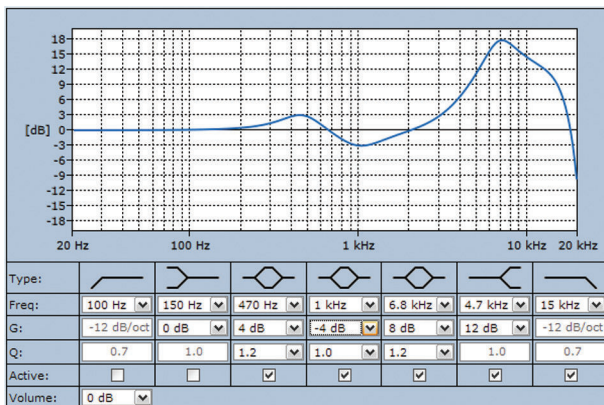 18
15
12
9
6
3
[dB] 0
-3
-6
-9
-12
-15
-18
20 Hz 100 Hz 1 kHz 10 kHz 20 kHz
Type:
Freq: 100 Hz 150 Hz 470 Hz 1 kHz 6.8 kHz 4.7 kHz 15 kHz
G: -12 dB/oct 0 dB 4 dB -4 dB 8 dB 12 dB -12 dB/oct
Q: 0.7 1.0 1.2 1.0 1.2 1.0 0.7
Active:
Volume: 0 dB